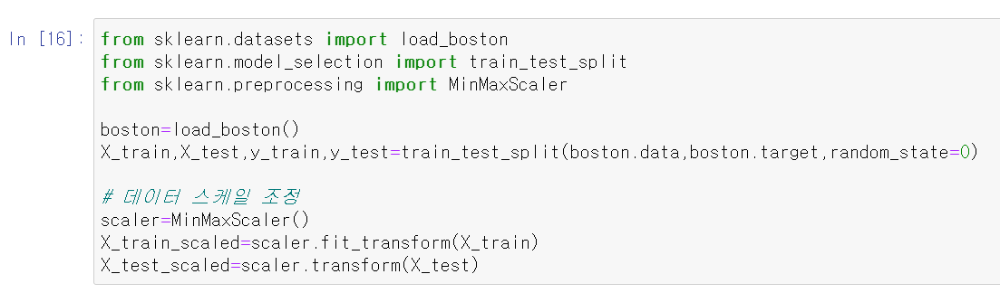 In [16]:
from sklearn.datasets import load_boston
from sklearn.model_selection import train_test_split
from sklearn.preprocessing import MinMaxScaler
boston=load_boston()
X_train,X_test,y_train,y_test=train_test_split(boston.data,boston.target,random_state=0)
# 데이터 스케일 조정
scaler=MinMaxScaler()
X_train_scaled=scaler.fit_transform(X_train)
X_test_scaled=scaler.transform(X_test)